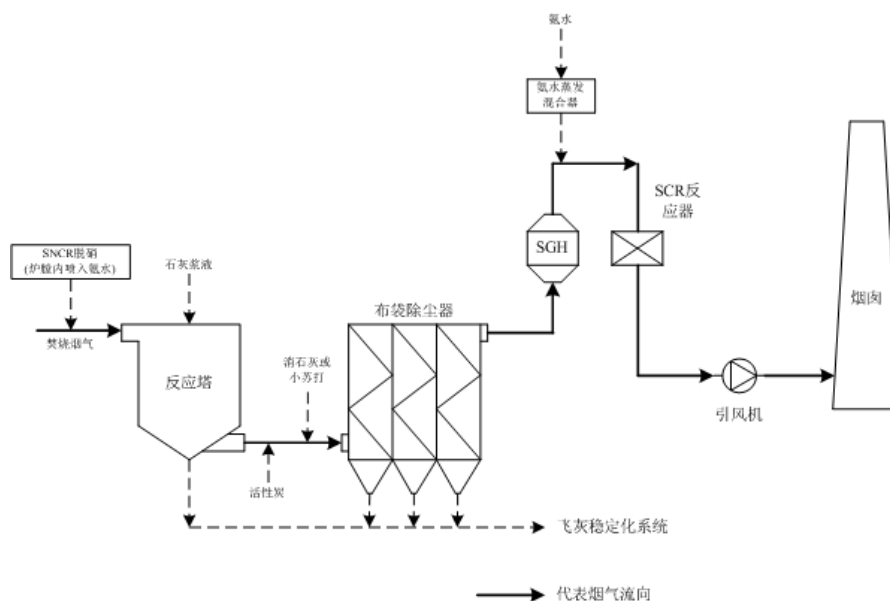 氨水
氨水蒸发
混合器
SCR反
应器
SGH
SNCR脱硝
(炉膛内喷入氨水)
石灰浆液
布袋除尘器
烟囱
焚烧烟气
反应塔
消石灰或
小苏打
引风机
活性炭
飞灰稳定化系统
代表烟气流向